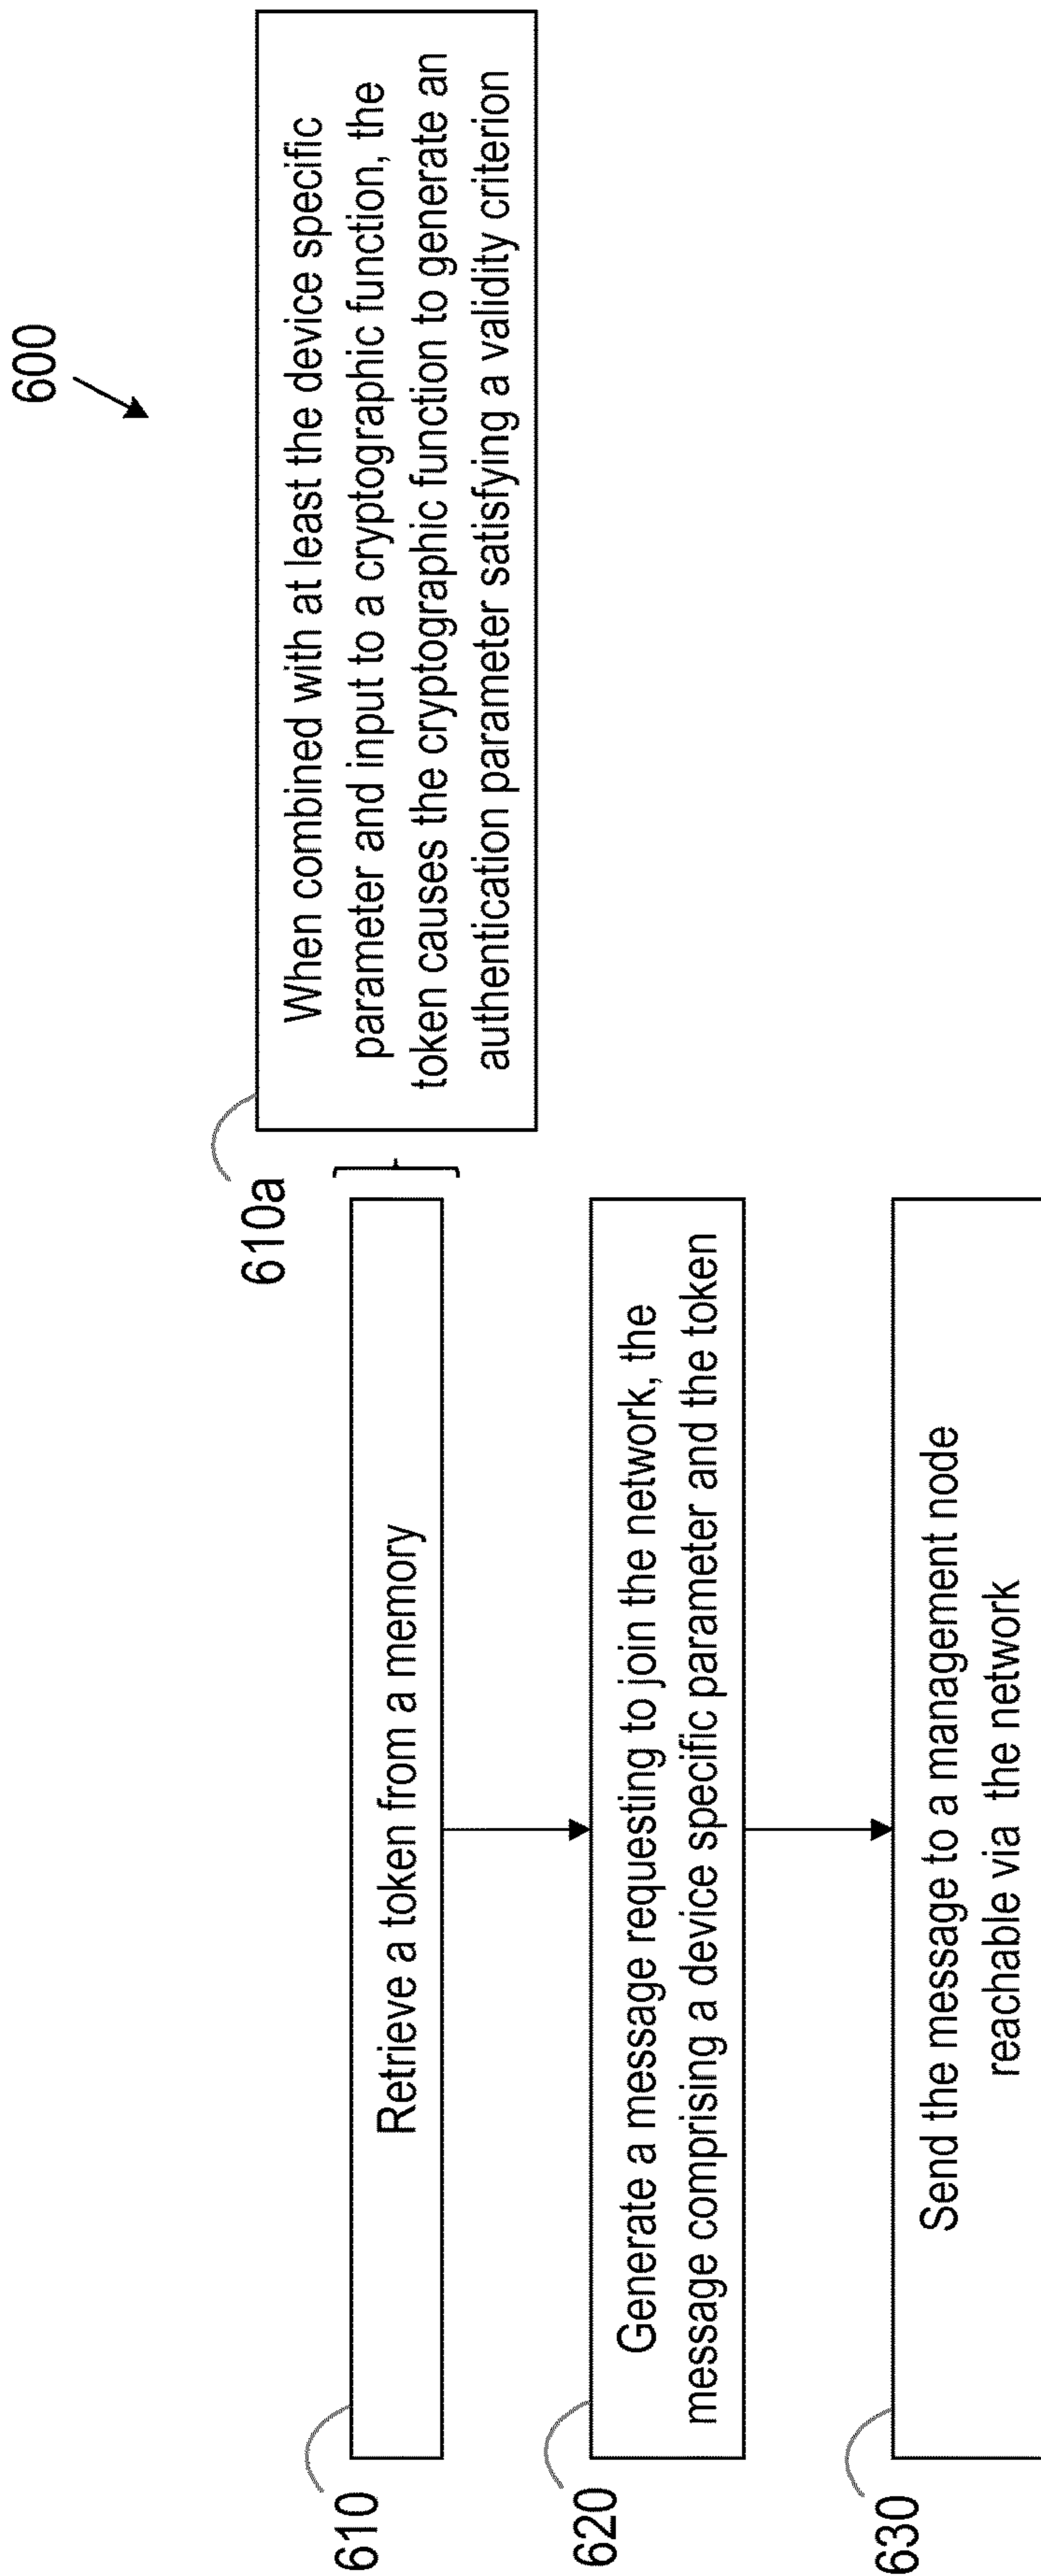 600
610a
When combined with at least the device specific
parameter and input to a cryptographic function, the
token causes the cryptographic function to generate an
authentication parameter satisfying a validity criterion
610
Retrieve a token from a memory
620
Generate a message requesting to join the network, the
message comprising a device specific parameter and the token
630
Send the message to a management node
reachable via the network